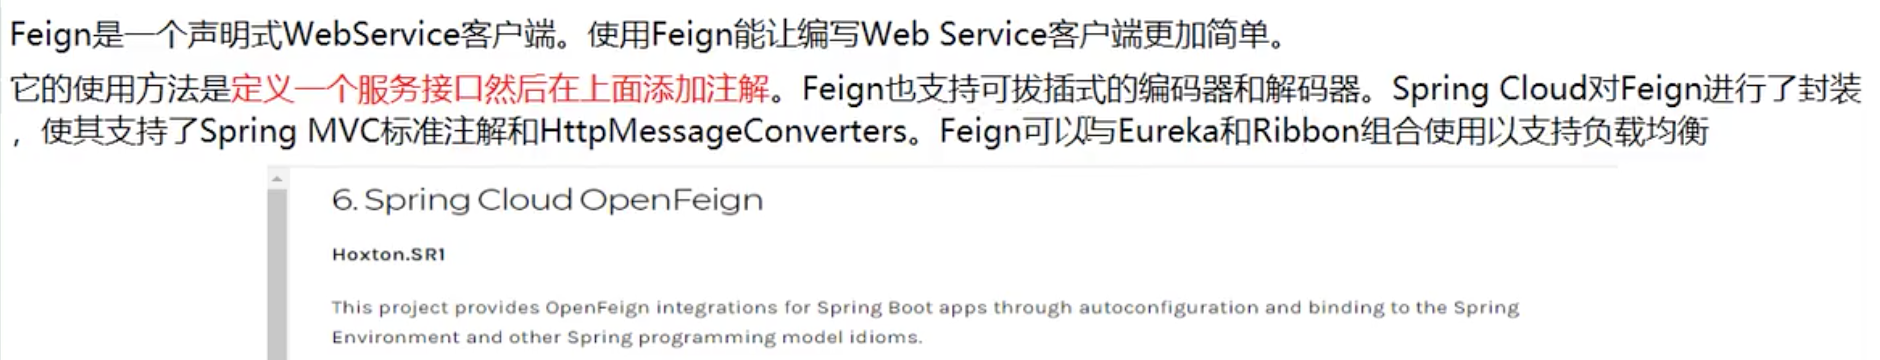 Feign是一个声明式WebService客户端。使用Feign能让编写Web Service客户端更加简单。
它的使用方法是定义一个服务接口然后在上面添加注解。Feign也支持可拔插式的编码器和解码器。Spring Cloud对Feign进行了封装
，使其支持了Spring MVC标准注解和HttpMessageConverters。Feign可以与Eureka和Ribbon组合使用以支持负载均衡
6. Spring Cloud OpenFeign
Hoxton.SR1
This project provides OpenFeign integrations for Spring Boot apps through autoconfiguration and binding to the Spring
Environment and other Spring programming model idioms.